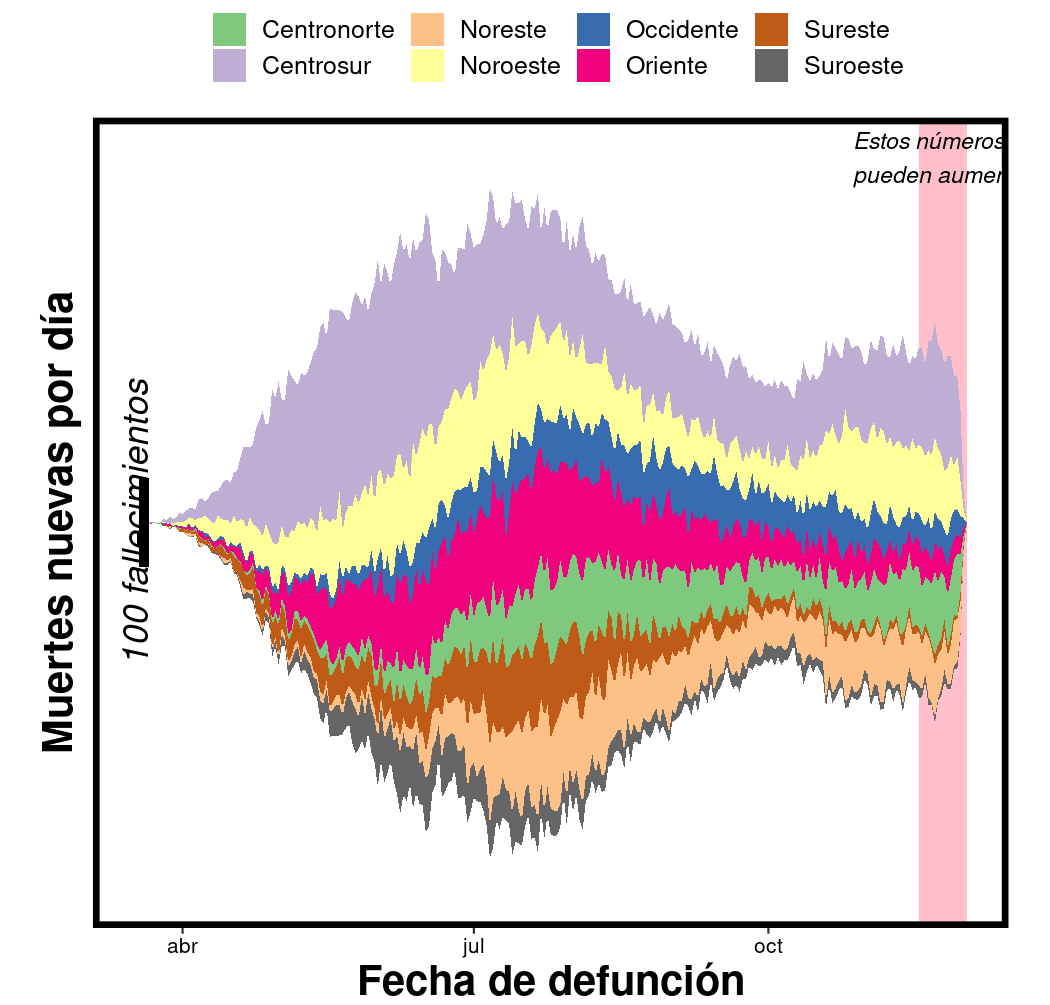 Centronorte Noreste Occidente Sureste
Centrosur Noroeste Oriente Suroeste
Estos números
pueden aumer
100 fallecimientos
Muertes nuevas por día
abr jul oct
Fecha de defunción